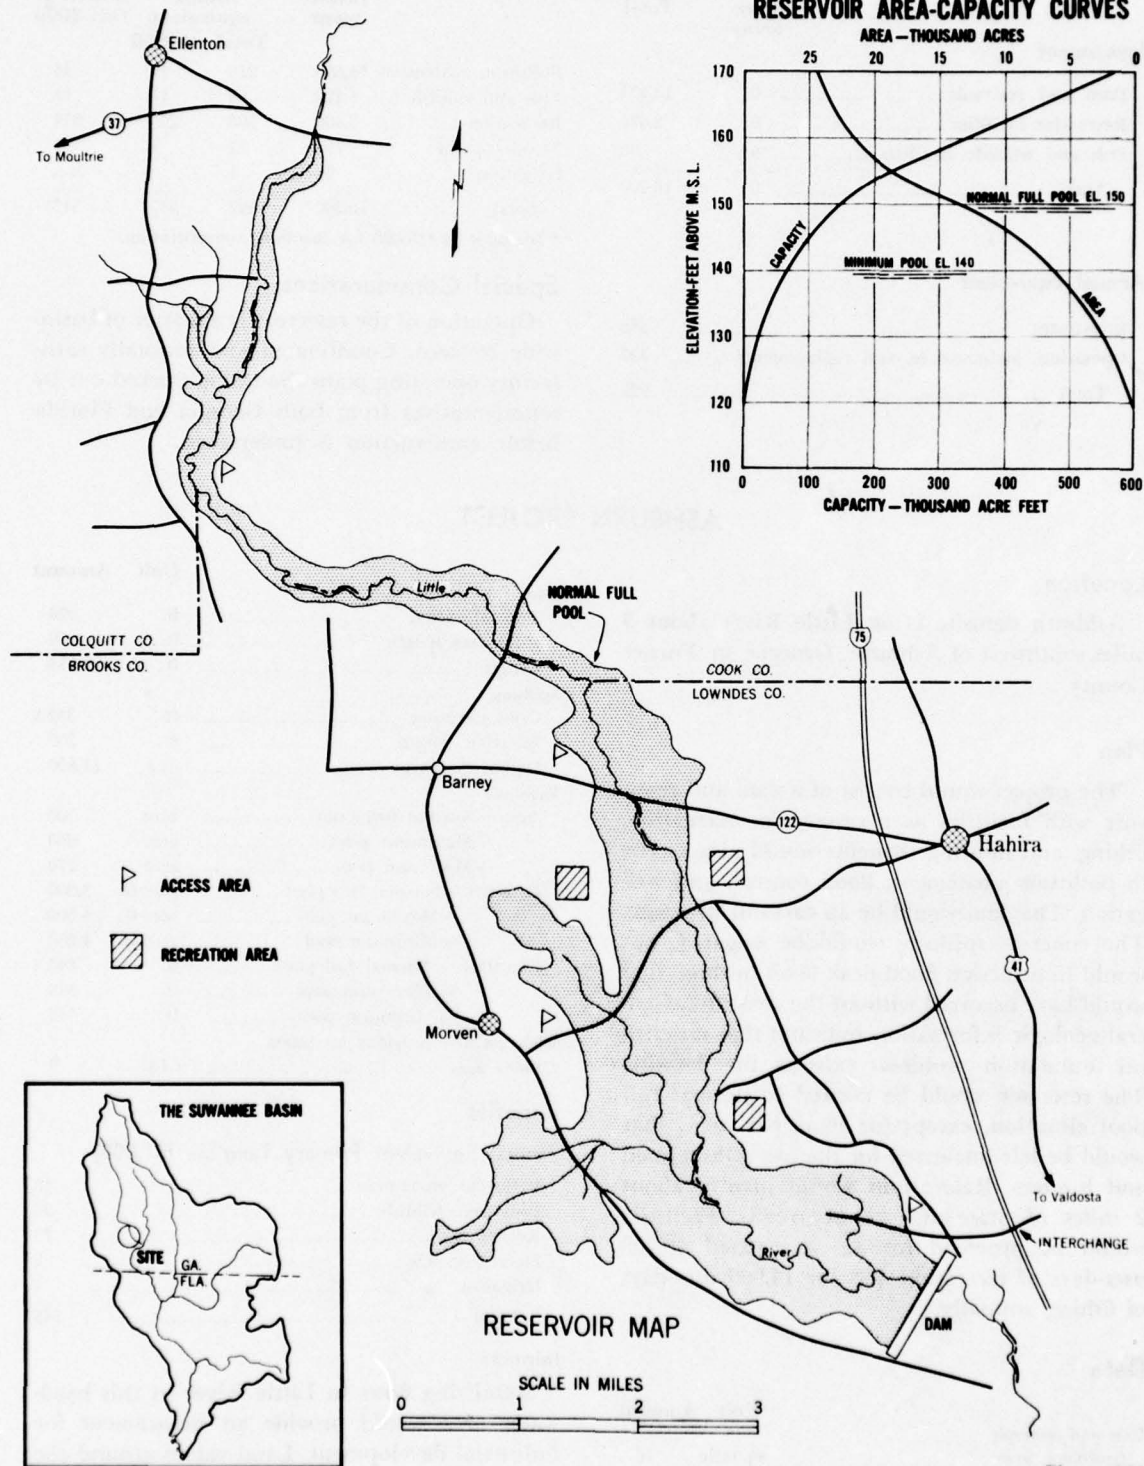 RESERVOIR AREA-CAPACITY CURVES
AREA—THOUSAND ACRES
25 20 15 10 5 0
170
160
150
140
130
120
110
ELEVATION-FEET ABOVE M.S.L.
CAPACITY
NORMAL FULL POOL EL. 150
MINIMUM POOL EL. 140
AREA
0 100 200 300 400 500 600
CAPACITY—THOUSAND ACRE FEET
Ellenton
37
To Moultrie
N
COLQUITT CO.
BROOKS CO.
Little
NORMAL FULL
POOL
COOK CO.
LOWNDES CO.
75
Barney
122
Hahira
ACCESS AREA
RECREATION AREA
41
Morven
To Valdosta
INTERCHANGE
River
DAM
THE SUWANNEE BASIN
SITE
GA.
FLA.
RESERVOIR MAP
SCALE IN MILES
0 1 2 3